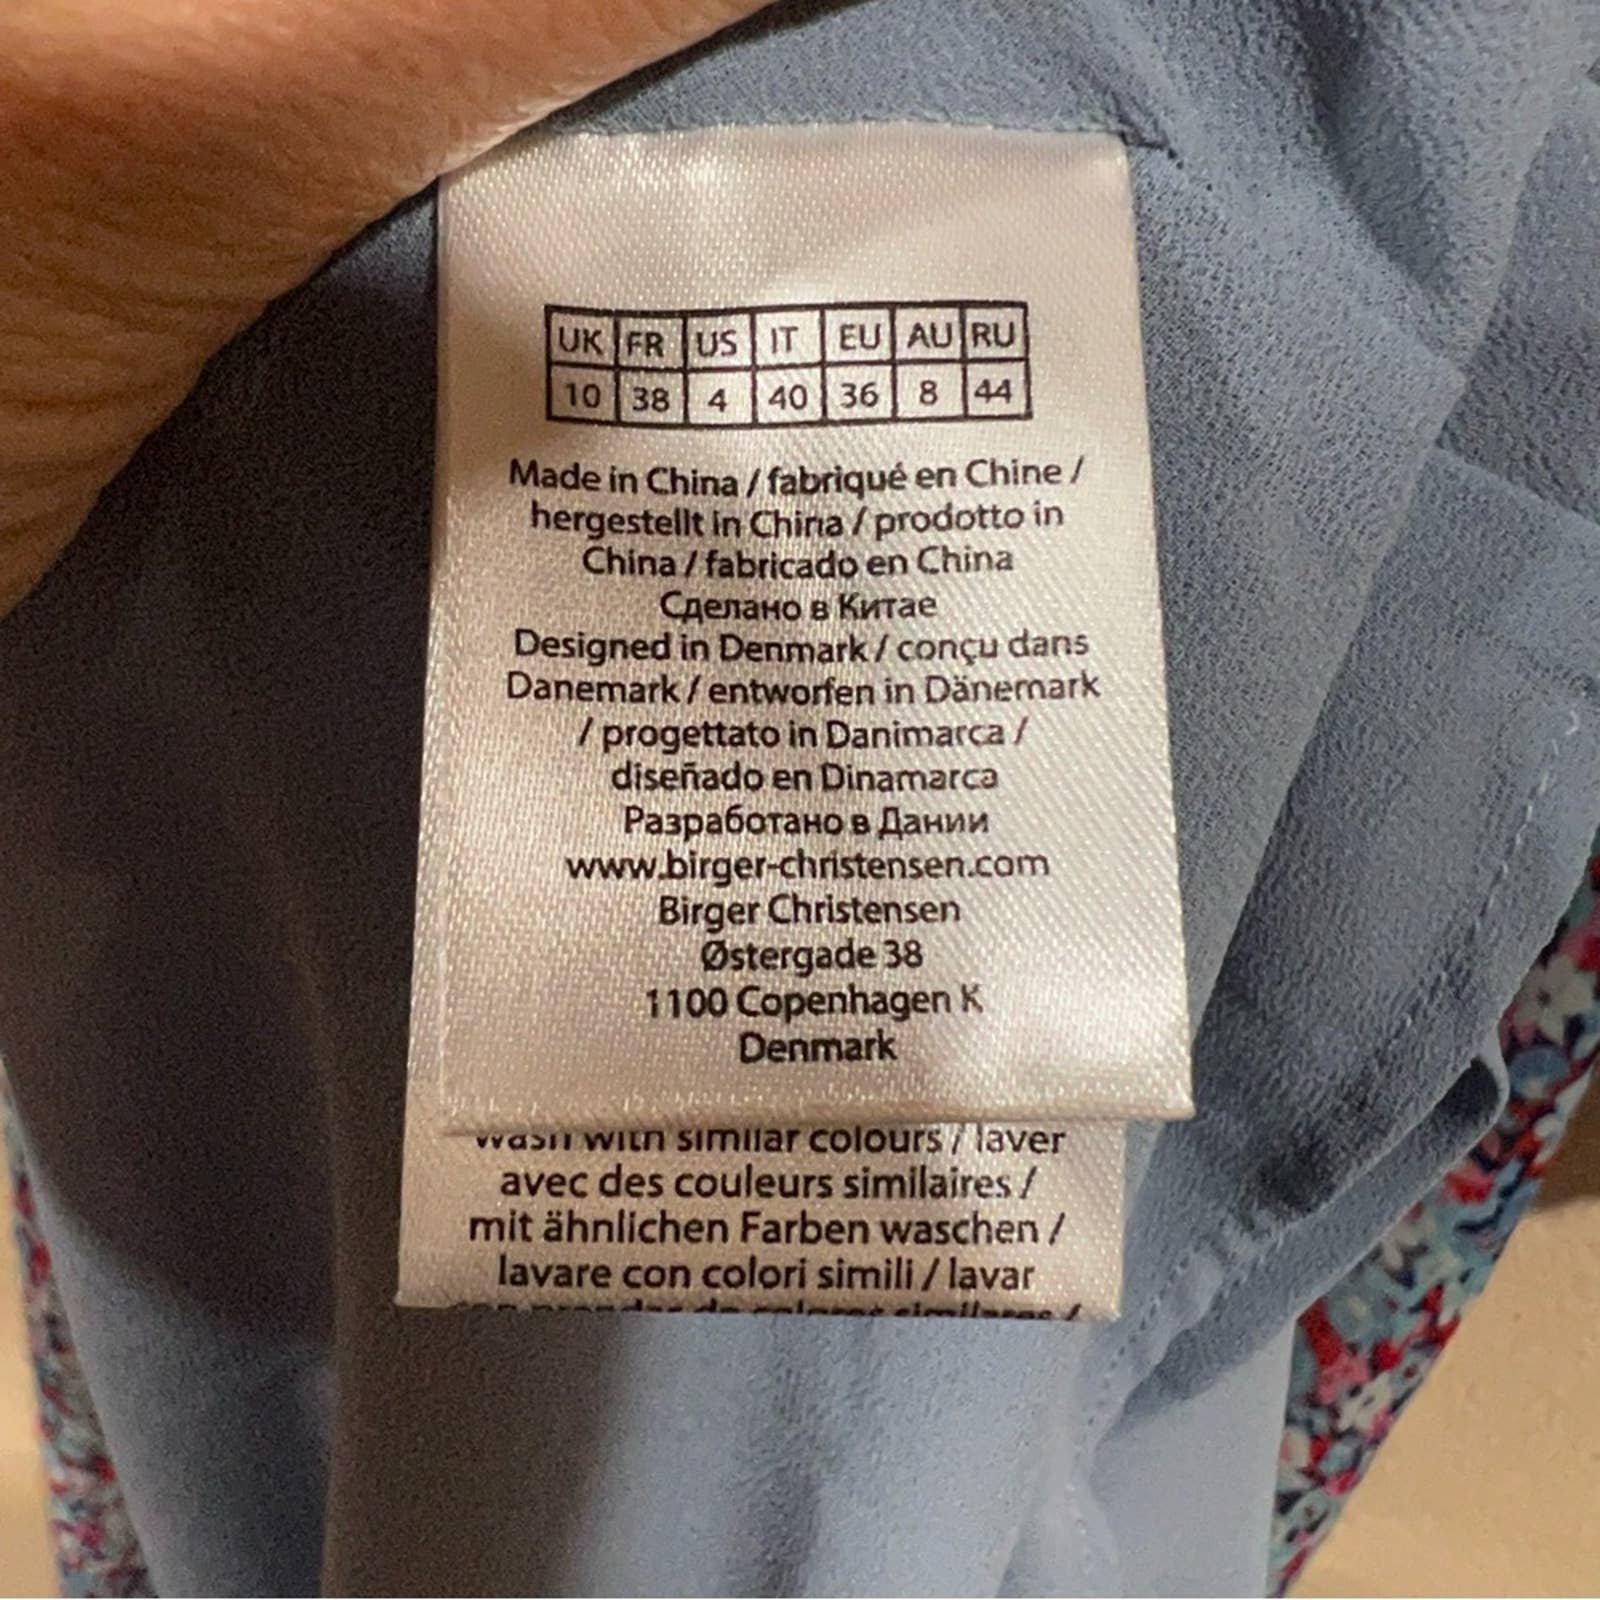 UK FR US IT EU AU RU
10 38 4 40 36 8 44
Made in China / fabriqué en Chine /
hergestellt in China / prodotto in
China / fabricado en China
Сделано в Китае
Designed in Denmark / conçu dans
Danemark / entworfen in Dänemark
/ progettato in Danimarca /
diseñado en Dinamarca
Разработано в Дании
www.birger-christensen.com
Birger Christensen
Østergade 38
1100 Copenhagen K
Denmark
wash with similar colours / laver
avec des couleurs similaires /
mit ähnlichen Farben waschen /
lavare con colori simili / lavar
de colores similares /